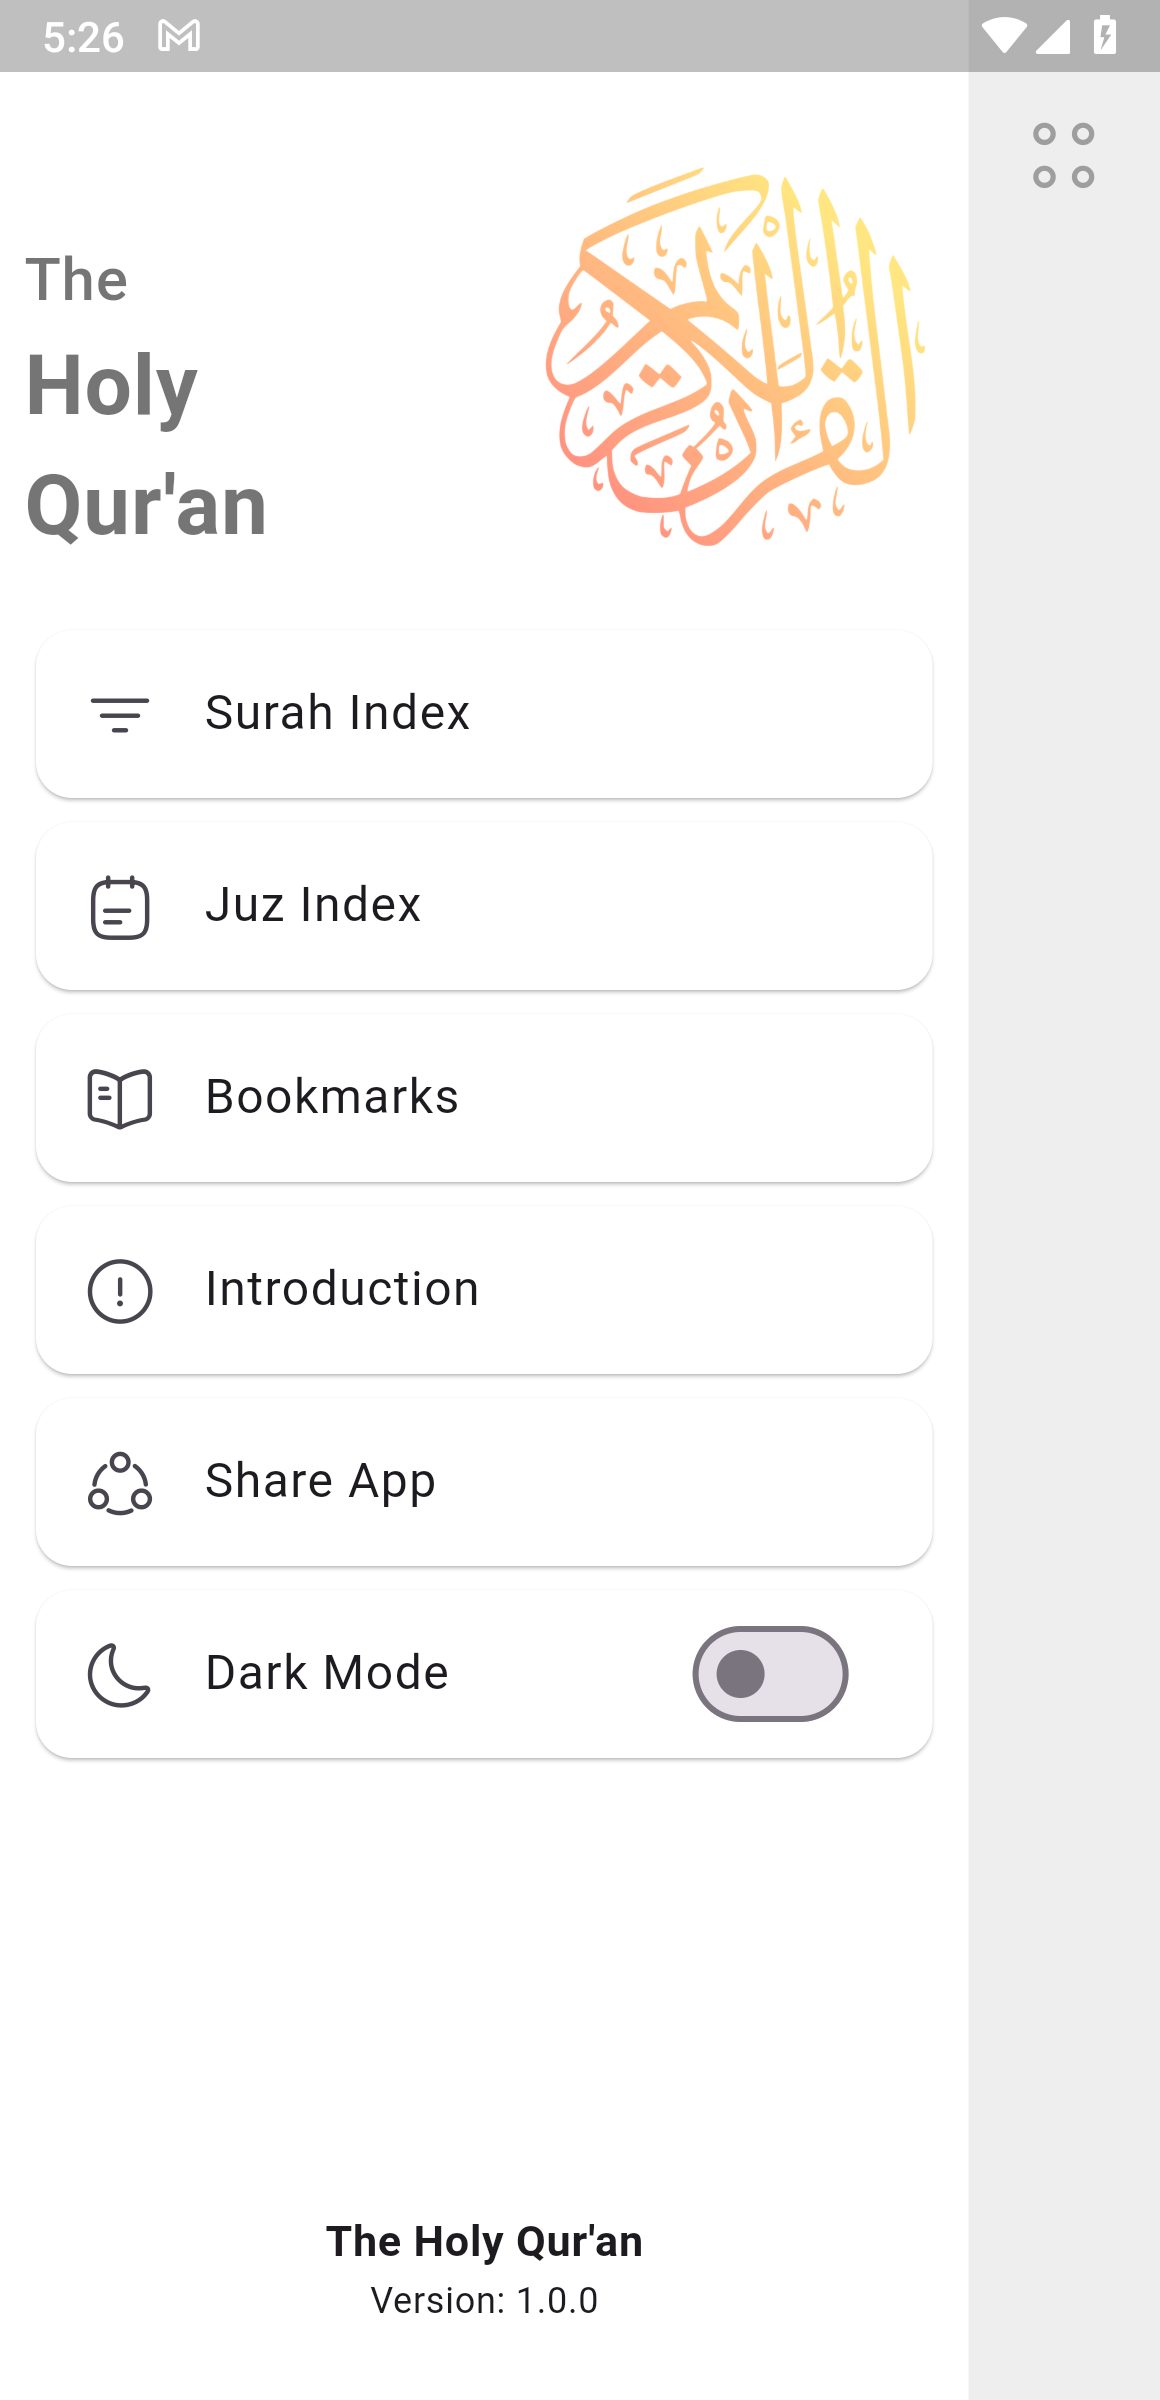 5:26
The
Holy
Qur'an
القرآن الكريم
Surah Index
Juz Index
Bookmarks
Introduction
Share App
Dark Mode
The Holy Qur'an
Version: 1.0.0